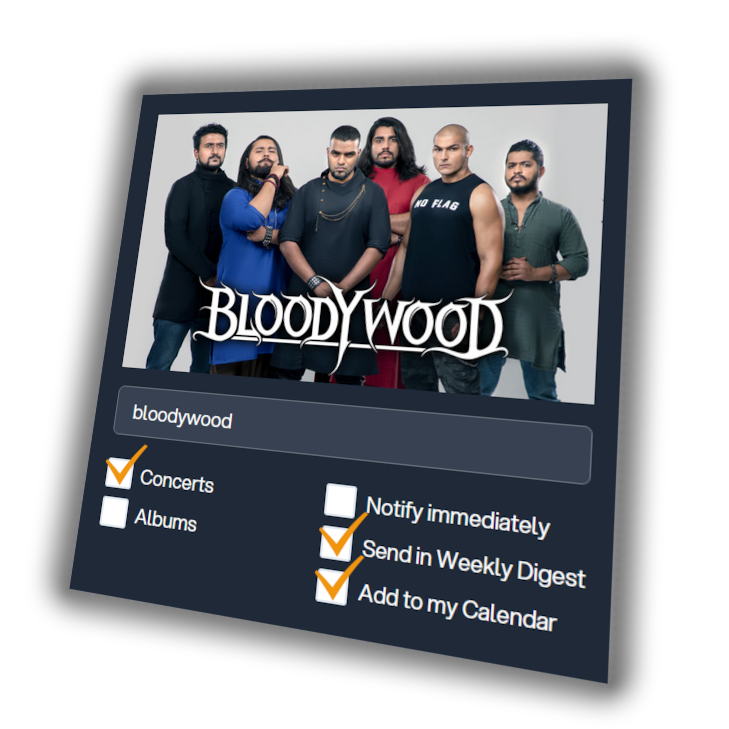 NO FLAG
BLOODYWOOD
bloodywood
Concerts
Albums
Notify immediately
Send in Weekly Digest
Add to my Calendar